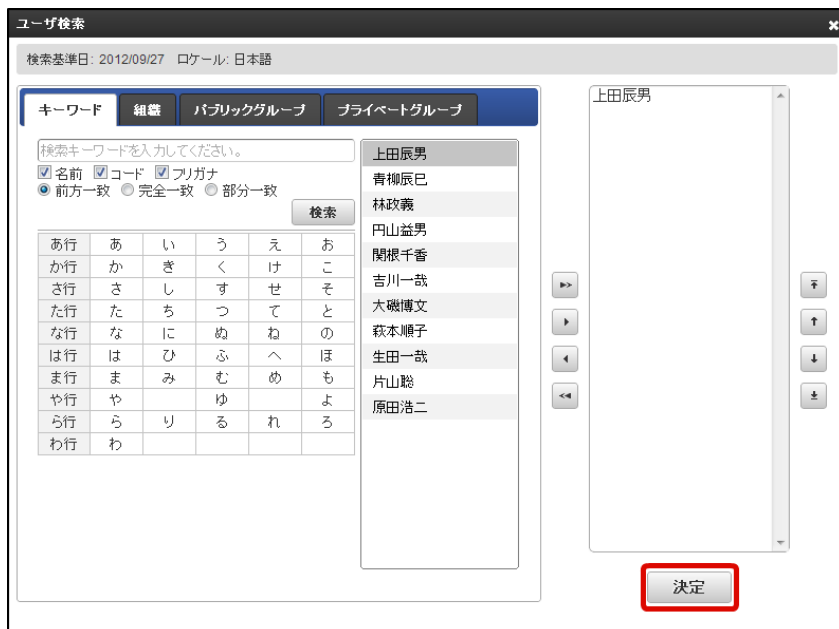 ユーザ検索
検索基準日: 2012/09/27 ロケール: 日本語
キーワード 組織 パブリックグループ プライベートグループ
検索キーワードを入力してください。
名前 コード フリガナ
前方一致 完全一致 部分一致
検索
あ行 あ い う え お
か行 か き く け こ
さ行 さ し す せ そ
た行 た ち つ て と
な行 な に ぬ ね の
は行 は ひ ふ へ ほ
ま行 ま み む め も
や行 や ゆ よ
ら行 ら り る れ ろ
わ行 わ
上田辰男
青柳辰巳
林政義
円山益男
関根千香
吉川一哉
大磯博文
萩本順子
生田一哉
片山聡
原田浩二
上田辰男
決定